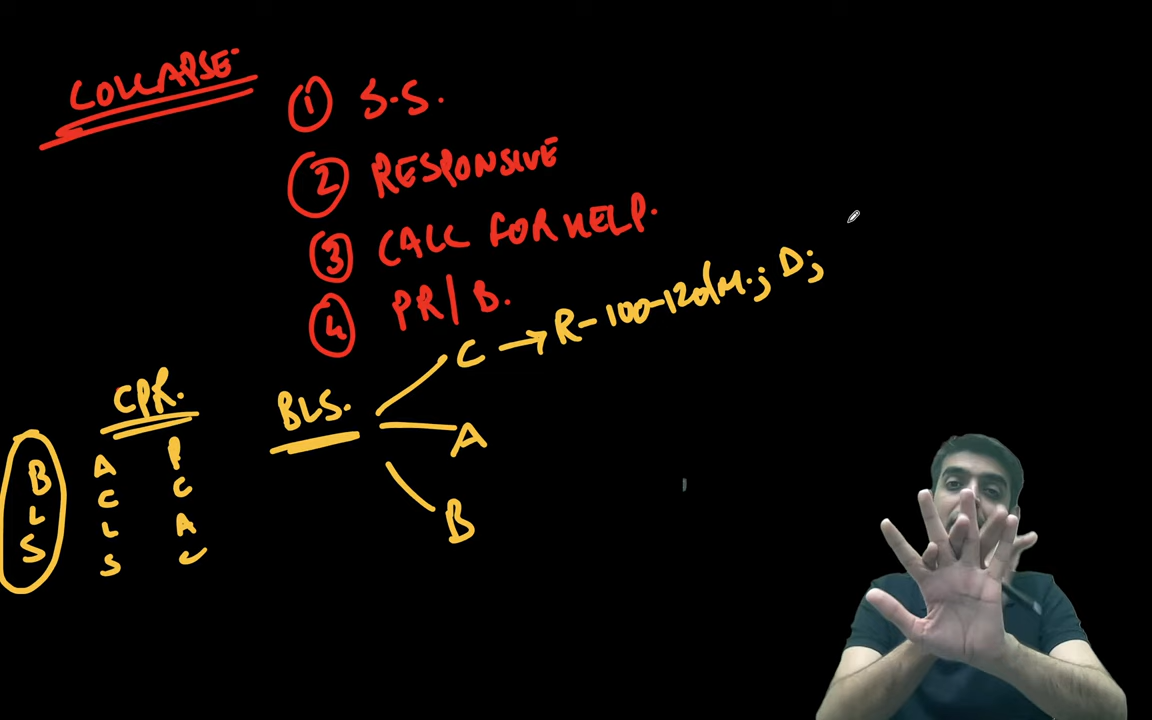 COLLAPSE
① S.S.
② RESPONSIVE
③ CALL FOR HELP.
④ PR/B.
C → R-100-120/M.; D;
CPR.
BLS.
A
B
B
L
S
A
C
L
S
P
C
A